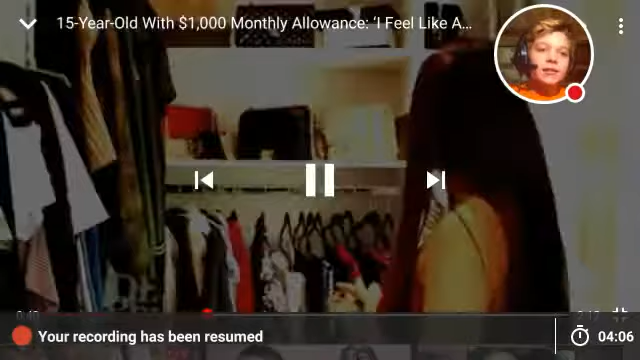 15-Year-Old With $1,000 Monthly Allowance: ‘I Feel Like A...
Your recording has been resumed
04:06